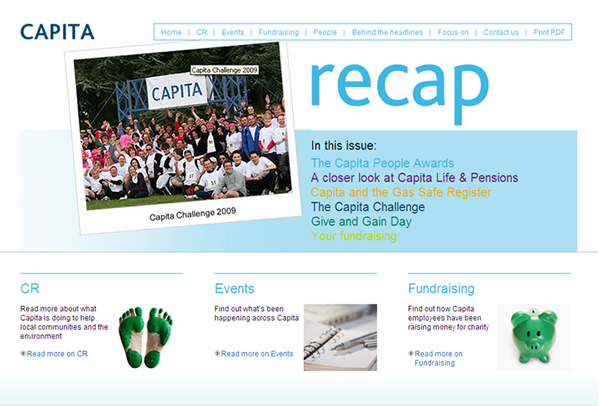 CAPITA
Home | CR | Events | Fundraising | People | Behind the headlines | Focus on | Contact us | Print PDF
Capita Challenge 2009
CAPITA
Capita Challenge 2009
recap
In this issue:
The Capita People Awards
A closer look at Capita Life & Pensions
Capita and the Gas Safe Register
The Capita Challenge
Give and Gain Day
Your fundraising
CR
Read more about what
Capita is doing to help
local communities and the
environment
Read more on CR
Events
Find out what's been
happening across Capita
Read more on Events
Fundraising
Find out how Capita
employees have been
raising money for charity
Read more on
Fundraising